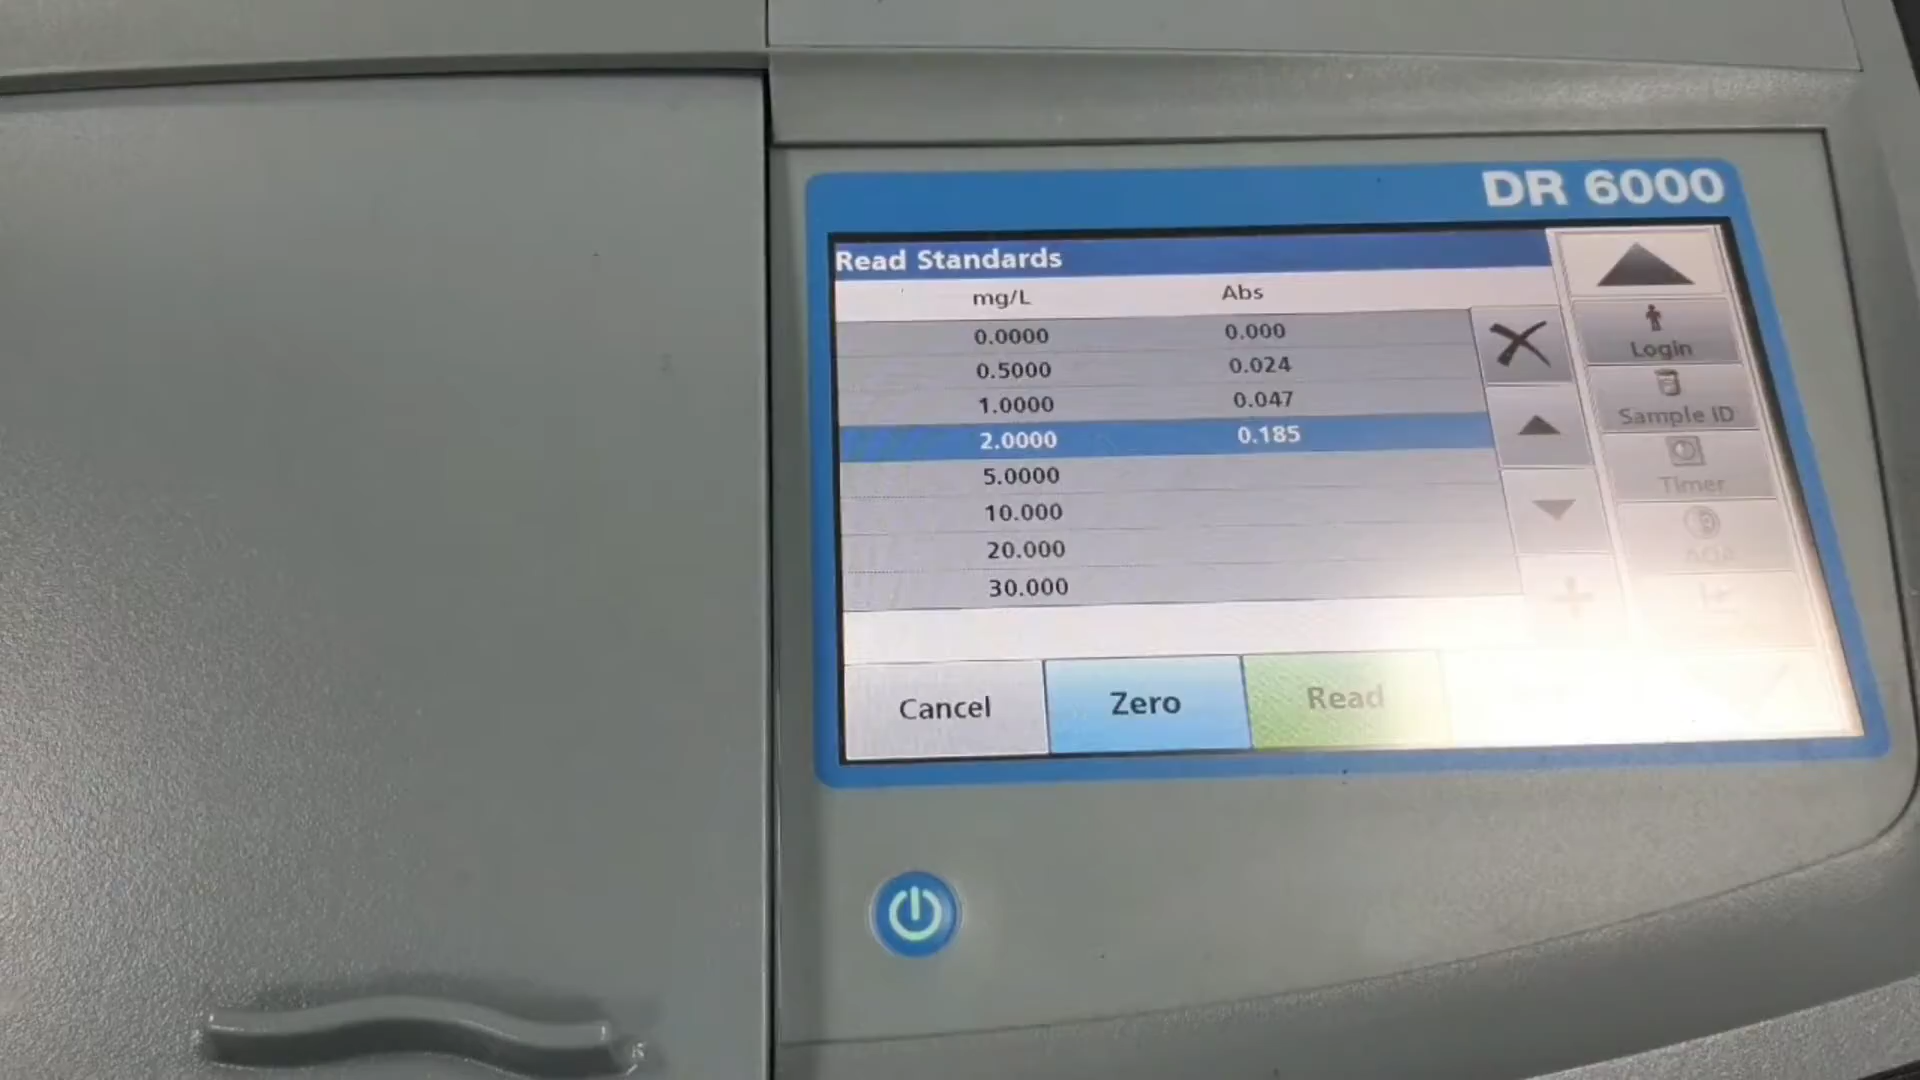 DR 6000
Read Standards
mg/L Abs
0.0000 0.000
0.5000 0.024
1.0000 0.047
2.0000 0.185
5.0000
10.000
20.000
30.000
Login
Sample ID
Timer
AQA
Cancel Zero Read